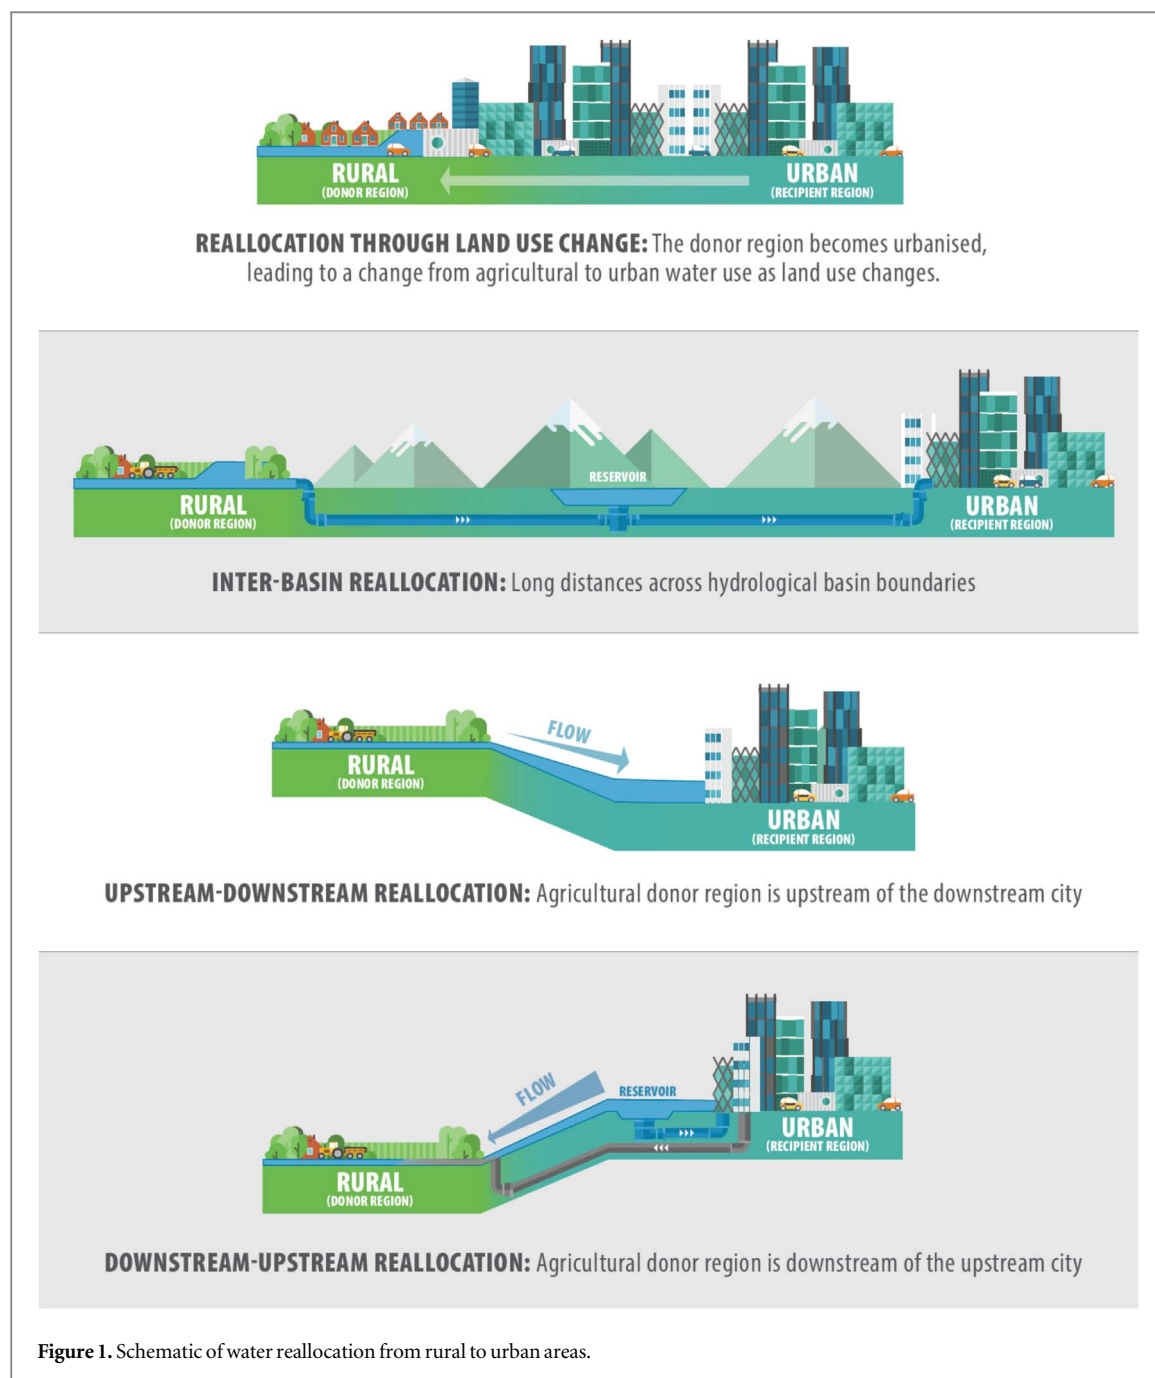 RURAL
(DONOR REGION)
URBAN
(RECIPIENT REGION)
REALLOCATION THROUGH LAND USE CHANGE: The donor region becomes urbanised,
leading to a change from agricultural to urban water use as land use changes.
RESERVOIR
RURAL
(DONOR REGION)
URBAN
(RECIPIENT REGION)
INTER-BASIN REALLOCATION: Long distances across hydrological basin boundaries
FLOW
RURAL
(DONOR REGION)
URBAN
(RECIPIENT REGION)
UPSTREAM-DOWNSTREAM REALLOCATION: Agricultural donor region is upstream of the downstream city
FLOW
RESERVOIR
URBAN
(RECIPIENT REGION)
RURAL
(DONOR REGION)
DOWNSTREAM-UPSTREAM REALLOCATION: Agricultural donor region is downstream of the upstream city
Figure 1. Schematic of water reallocation from rural to urban areas.